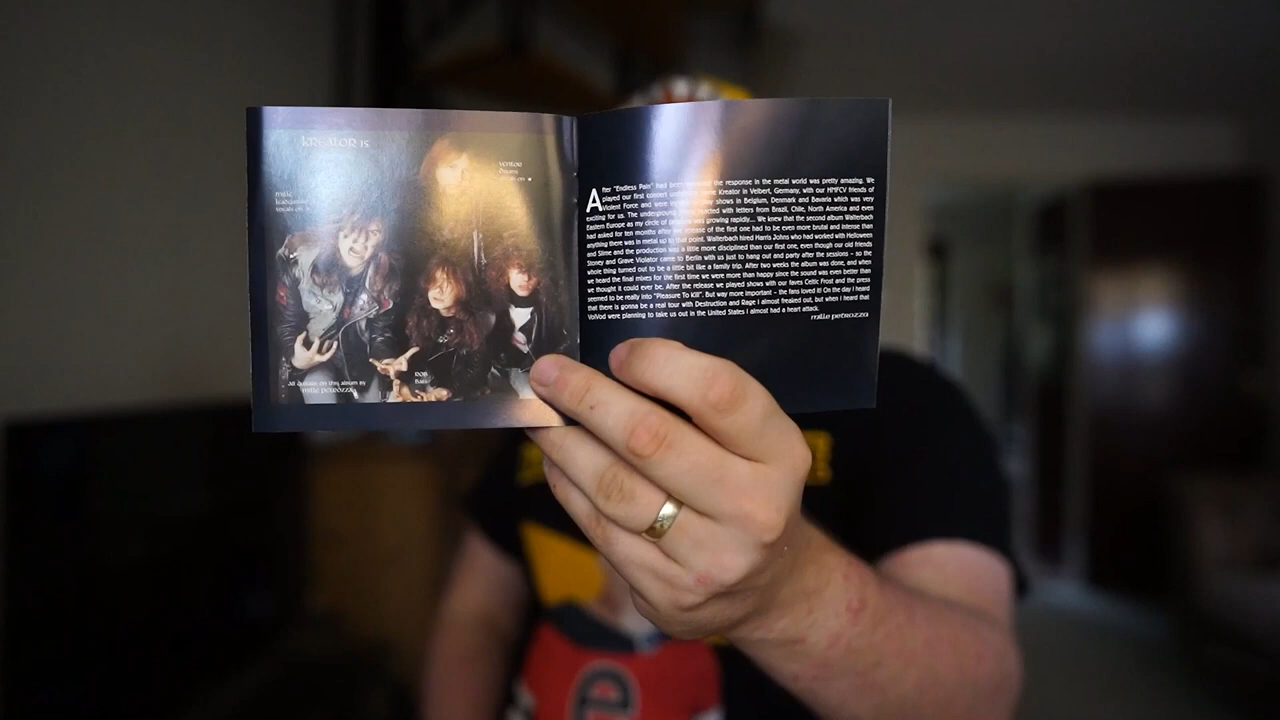 KREATOR IS
VENTOR
Drums
MILLE
All guitars on this album by
MILLE PETROZZA
ROB
Bass
After "Endless Pain" had been the response in the metal world was pretty amazing. We
played our first concert Kreator in Velbert, Germany, with our HMFCV friends of
Violent Force and were shows in Belgium, Denmark and Bavaria which was very
exciting for us. The underground reacted with letters from Brazil, Chile, North America and even
Eastern Europe as my circle of was growing rapidly... We knew that the second album Walterbach
had asked for ten months after release of the first one had to be even more brutal and intense than
anything there was in metal up to that point. Walterbach hired Harris Johns who had worked with Helloween
and Slime and the production was a little more disciplined than our first one, even though our old friends
Stoney and Grave Violator came to Berlin with us just to hang out and party after the sessions – so the
whole thing turned out to be a little bit like a family trip. After two weeks the album was done, and when
we heard the final mixes for the first time we were more than happy since the sound was even better than
we thought it could ever be. After the release we played shows with our faves Celtic Frost and the press
seemed to be really into "Pleasure To Kill". But way more important – the fans loved it! On the day I heard
that there is gonna be a real tour with Destruction and Rage I almost freaked out, but when I heard that
VoiVod were planning to take us out in the United States I almost had a heart attack.
mille petrozza
e